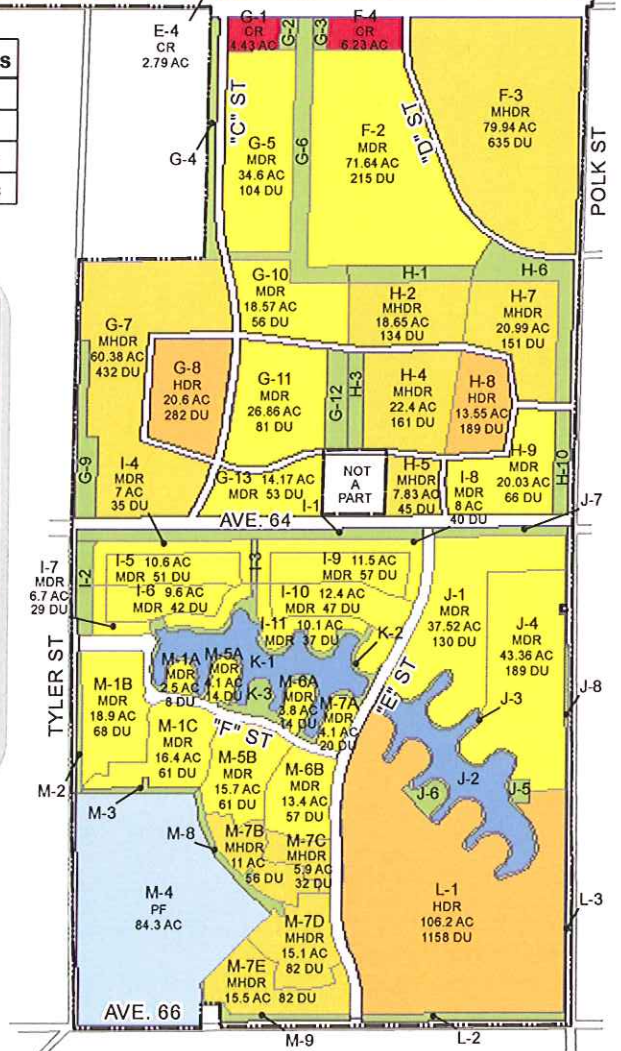 E-4
CR
2.79 AC
s
G-1
CR
4.43 AC
G-2
G-3
F-4
CR
6.23 AC
"C" ST
G-4
G-5
MDR
34.6 AC
104 DU
G-6
F-2
MDR
71.64 AC
215 DU
"D" ST
F-3
MHDR
79.94 AC
635 DU
POLK ST
G-7
MHDR
60.38 AC
432 DU
G-10
MDR
18.57 AC
56 DU
H-1
H-2
MHDR
18.65 AC
134 DU
H-6
H-7
MHDR
20.99 AC
151 DU
G-8
HDR
20.6 AC
282 DU
G-11
MDR
26.86 AC
81 DU
G-12
H-3
H-4
MHDR
22.4 AC
161 DU
H-8
HDR
13.55 AC
189 DU
G-9
I-4
MDR
7 AC
35 DU
G-13 14.17 AC
MDR 53 DU
I-1
NOT
A
PART
H-5
MHDR
7.83 AC
45 DU
I-8
MDR
8 AC
40 DU
H-9
MDR
20.03 AC
66 DU
H-10
J-7
AVE. 64
I-7
MDR
6.7 AC
29 DU
I-2
I-5 10.6 AC
MDR 51 DU
I-6 9.6 AC
MDR 42 DU
I-3
I-9 11.5 AC
MDR 57 DU
I-10 12.4 AC
MDR 47 DU
I-11 10.1 AC
MDR 37 DU
K-2
J-1
MDR
37.52 AC
130 DU
J-4
MDR
43.36 AC
189 DU
TYLER ST
M-1A
MDR
2.5 AC
8 DU
M-5A
MDR
4.1 AC
14 DU
K-1
K-3
M-6A
MDR
3.8 AC
14 DU
M-7A
MDR
4.1 AC
20 DU
"E" ST
J-3
J-8
M-1B
MDR
18.9 AC
68 DU
M-1C
MDR
16.4 AC
61 DU
"F" ST
M-5B
MDR
15.7 AC
61 DU
M-6B
MDR
13.4 AC
57 DU
J-2
J-6
J-5
M-2
M-3
M-8
M-7B
MHDR
11 AC
56 DU
M-7C
MHDR
5.9 AC
32 DU
M-4
PF
84.3 AC
M-7D
MHDR
15.1 AC
82 DU
L-1
HDR
106.2 AC
1158 DU
L-3
M-7E
MHDR
15.5 AC 82 DU
AVE. 66
M-9
L-2